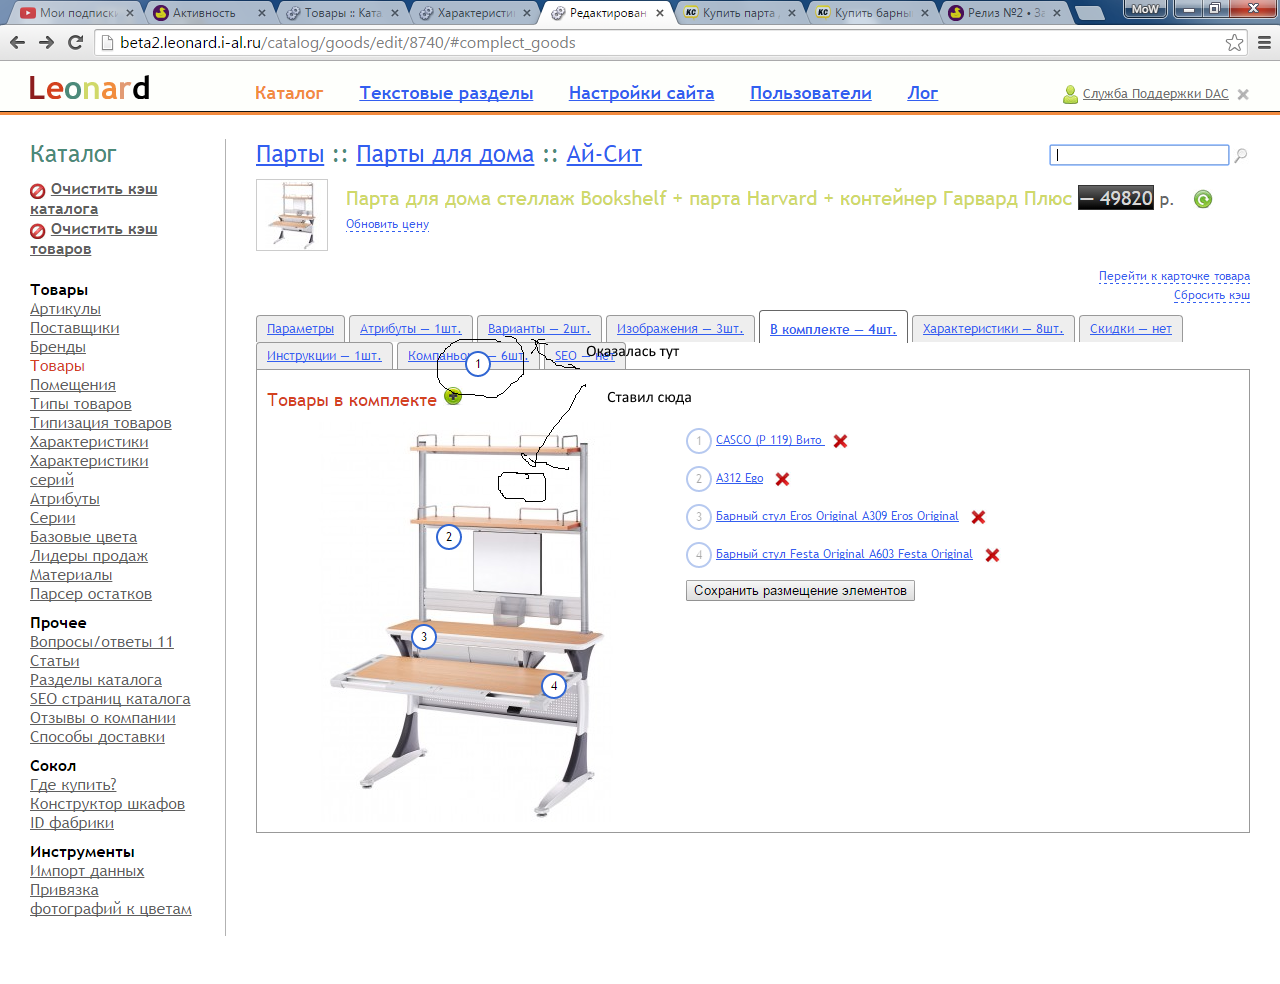 Мои подписки
Активность
Товары :: Ката
Характеристи
Редактирован
Купить парта
Купить барны
Релиз №2 • За
MoW
beta2.leonard.i-al.ru/catalog/goods/edit/8740/#complect_goods
Leonard
Каталог
Текстовые разделы
Настройки сайта
Пользователи
Лог
Служба Поддержки DAC
Каталог
Очистить кэш
каталога
Очистить кэш
товаров
Товары
Артикулы
Поставщики
Бренды
Товары
Помещения
Типы товаров
Типизация товаров
Характеристики
Характеристики
серий
Атрибуты
Серии
Базовые цвета
Лидеры продаж
Материалы
Парсер остатков
Прочее
Вопросы/ответы 11
Статьи
Разделы каталога
SEO страниц каталога
Отзывы о компании
Способы доставки
Сокол
Где купить?
Конструктор шкафов
ID фабрики
Инструменты
Импорт данных
Привязка
фотографий к цветам
Парты :: Парты для дома :: Ай-Сит
Парта для дома стеллаж Bookshelf + парта Harvard + контейнер Гарвард Плюс — 49820 р.
Обновить цену
Перейти к карточке товара
Сбросить кэш
Параметры
Атрибуты — 1шт.
Варианты — 2шт.
Изображения — 3шт.
В комплекте — 4шт.
Характеристики — 8шт.
Скидки — нет
Инструкции — 1шт.
Компаньо — 6шт.
SEO — нет
1
Оказалась тут
Товары в комплекте
Ставил сюда
2
3
4
1 CASCO (P 119) Вито
2 A312 Ego
3 Барный стул Eros Original A309 Eros Original
4 Барный стул Festa Original A603 Festa Original
Сохранить размещение элементов